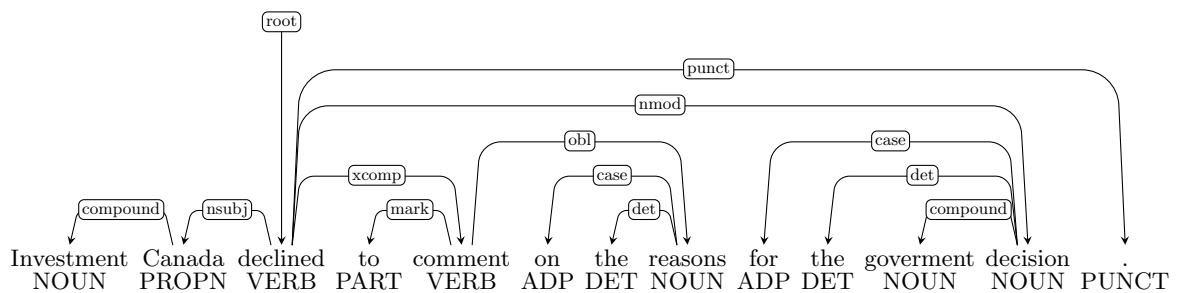 root
punct
nmod
obl case
xcomp case det
compound nsubj mark det compound
Investment Canada declined to comment on the reasons for the goverment decision .
NOUN PROPN VERB PART VERB ADP DET NOUN ADP DET NOUN NOUN PUNCT